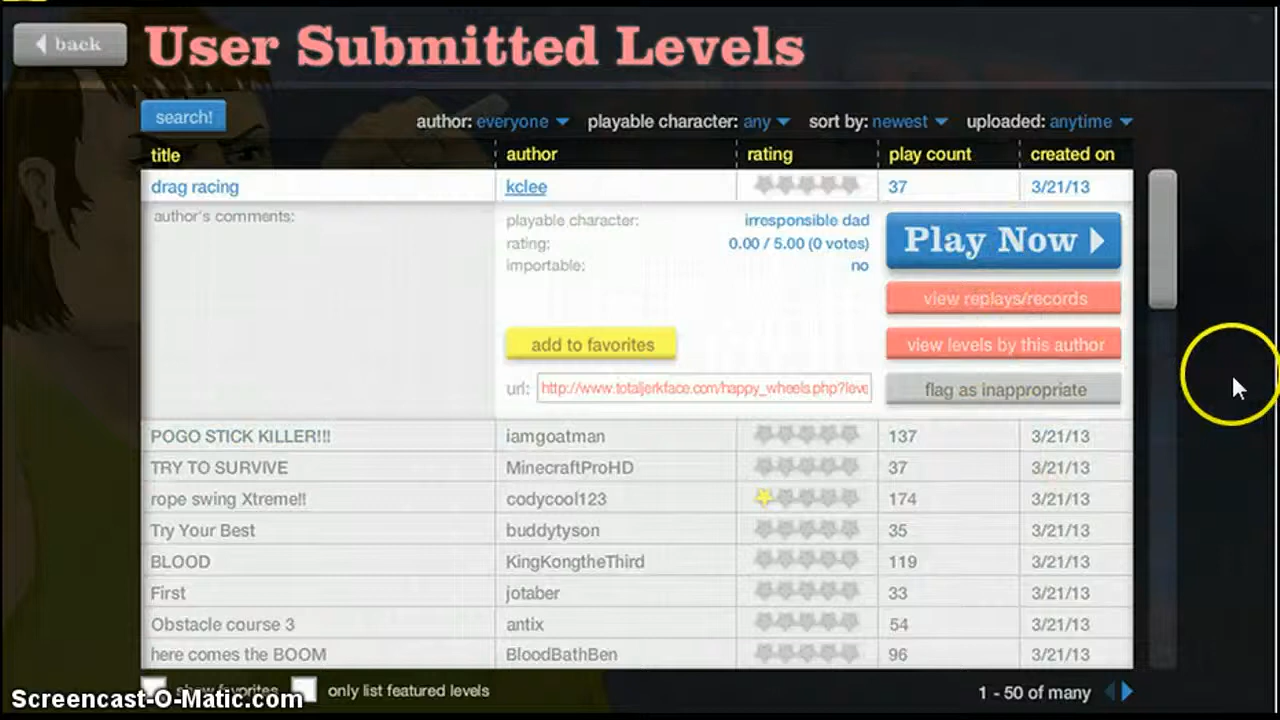 back
User Submitted Levels
search!
author: everyone playable character: any sort by: newest uploaded: anytime
title author rating play count created on
drag racing kclee 37 3/21/13
author's comments:
playable character: irresponsible dad
rating: 0.00 / 5.00 (0 votes)
importable: no
Play Now
view replays/records
add to favorites
view levels by this author
url: http://www.totaljerkface.com/happy_wheels.php?leve
flag as inappropriate
POGO STICK KILLER!!! iamgoatman 137 3/21/13
TRY TO SURVIVE MinecraftProHD 37 3/21/13
rope swing Xtreme!! codycool123 174 3/21/13
Try Your Best buddytyson 35 3/21/13
BLOOD KingKongtheThird 119 3/21/13
First jotaber 33 3/21/13
Obstacle course 3 antix 54 3/21/13
here comes the BOOM BloodBathBen 96 3/21/13
show favorites only list featured levels 1 - 50 of many
Screencast-O-Matic.com